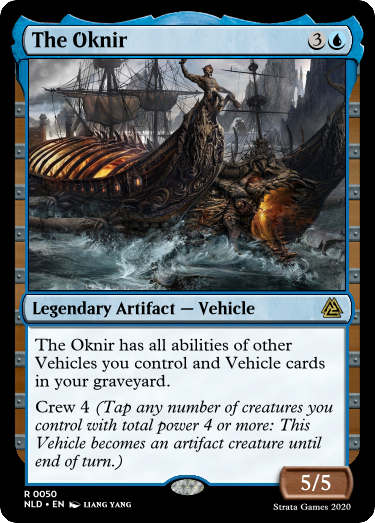 The Oknir 3
Legendary Artifact — Vehicle
The Oknir has all abilities of other
Vehicles you control and Vehicle cards
in your graveyard.
Crew 4 (Tap any number of creatures you
control with total power 4 or more: This
Vehicle becomes an artifact creature until
end of turn.)
5/5
R 0050
NLD • EN LIANG YANG
Strata Games 2020